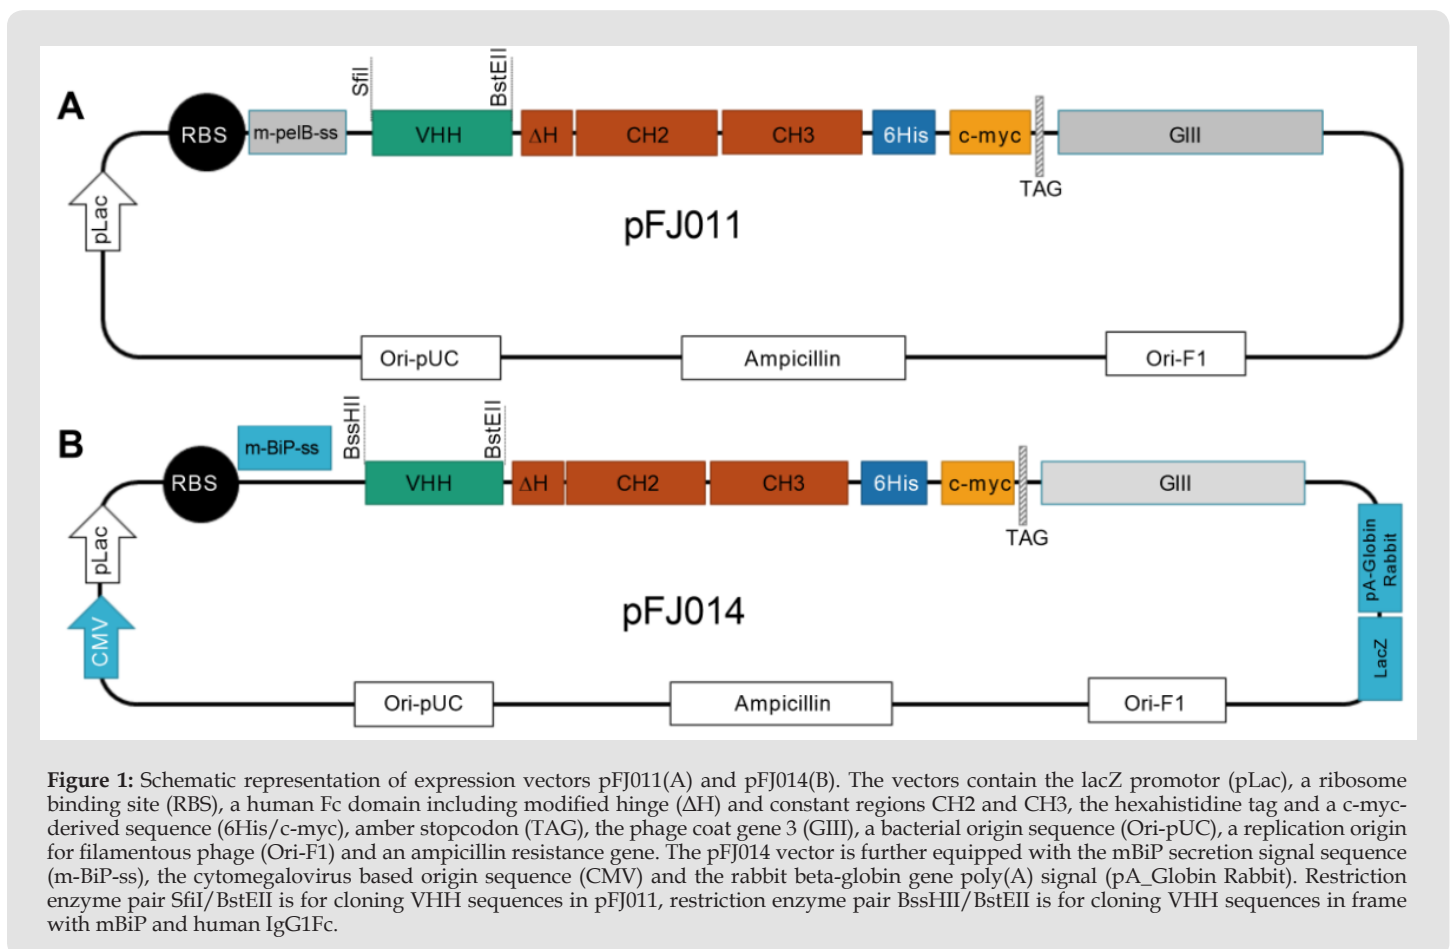 A
SfiI
BstEII
RBS
m-pelB-ss
VHH
ΔH
CH2
CH3
6His
c-myc
TAG
GIII
pLac
pFJ011
Ori-pUC
Ampicillin
Ori-F1
B
BssHII
BstEII
RBS
m-BiP-ss
VHH
ΔH
CH2
CH3
6His
c-myc
TAG
GIII
pLac
CMV
pA-Globin
Rabbit
LacZ
pFJ014
Ori-pUC
Ampicillin
Ori-F1
Figure 1: Schematic representation of expression vectors pFJ011(A) and pFJ014(B). The vectors contain the lacZ promotor (pLac), a ribosome
binding site (RBS), a human Fc domain including modified hinge (ΔH) and constant regions CH2 and CH3, the hexahistidine tag and a c-myc-
derived sequence (6His/c-myc), amber stopcodon (TAG), the phage coat gene 3 (GIII), a bacterial origin sequence (Ori-pUC), a replication origin
for filamentous phage (Ori-F1) and an ampicillin resistance gene. The pFJ014 vector is further equipped with the mBiP secretion signal sequence
(m-BiP-ss), the cytomegalovirus based origin sequence (CMV) and the rabbit beta-globin gene poly(A) signal (pA_Globin Rabbit). Restriction
enzyme pair SfiI/BstEII is for cloning VHH sequences in pFJ011, restriction enzyme pair BssHII/BstEII is for cloning VHH sequences in frame
with mBiP and human IgG1Fc.